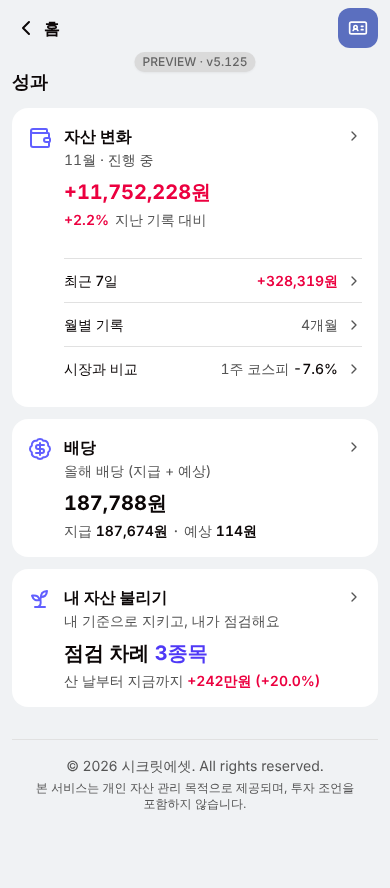 홈
PREVIEW · v5.125
성과
자산 변화
11월 · 진행 중
+11,752,228원
+2.2% 지난 기록 대비
최근 7일 +328,319원
월별 기록 4개월
시장과 비교 1주 코스피 -7.6%
배당
올해 배당 (지급 + 예상)
187,788원
지급 187,674원 · 예상 114원
내 자산 불리기
내 기준으로 지키고, 내가 점검해요
점검 차례 3종목
산 날부터 지금까지 +242만원 (+20.0%)
© 2026 시크릿에셋. All rights reserved.
본 서비스는 개인 자산 관리 목적으로 제공되며, 투자 조언을
포함하지 않습니다.